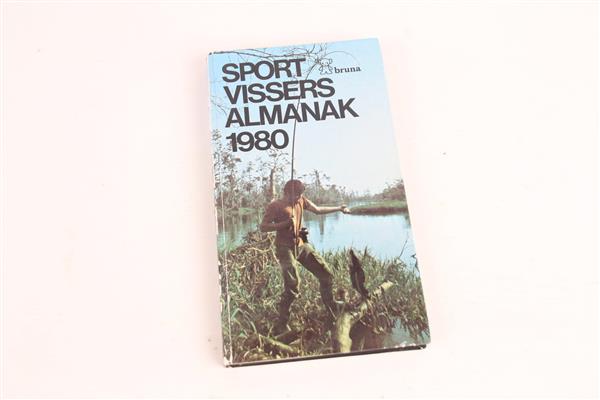 SPORT
bruna
VISSERS
ALMANAK
1980